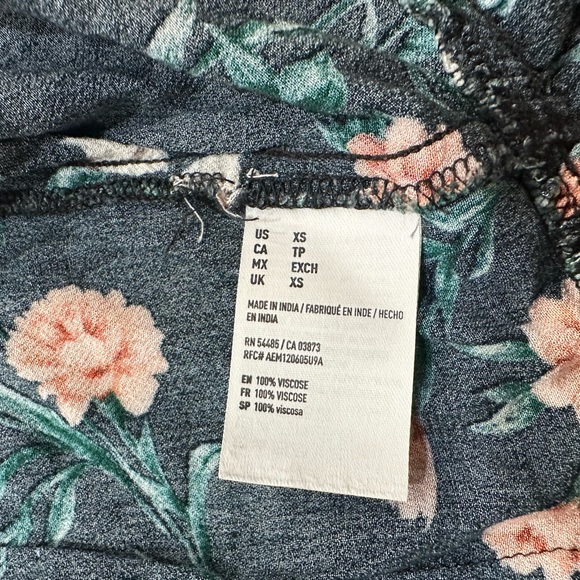 US XS
CA TP
MX EXCH
UK XS
MADE IN INDIA / FABRIQUÉ EN INDE / HECHO
EN INDIA
RN 54485 / CA 03873
RFC# AEM120605U9A
EN 100% VISCOSE
FR 100% VISCOSE
SP 100% viscosa